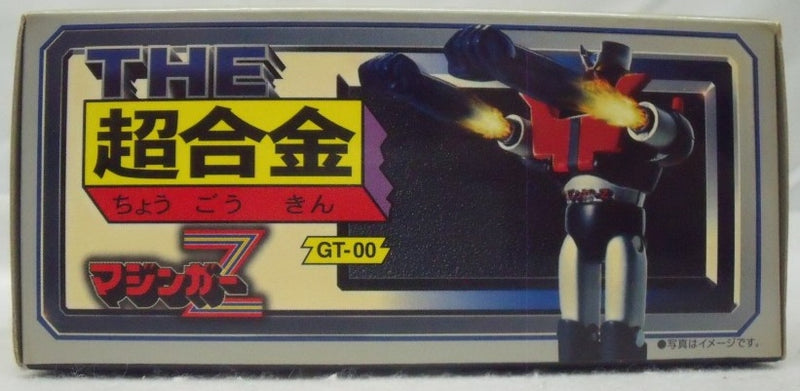 THE
超合金
ちょう ごう きん
GT-00
マジンガーZ
●写真はイメージです。